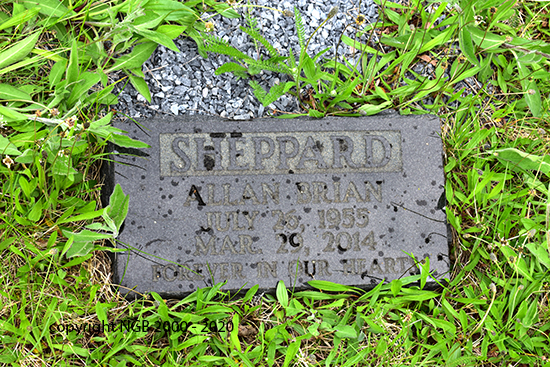 SHEPPARD
ALLAN BRIAN
JULY 26, 1955
MAR. 29, 2014
FOREVER IN OUR HEARTS
copyright NGB 2000 - 2020